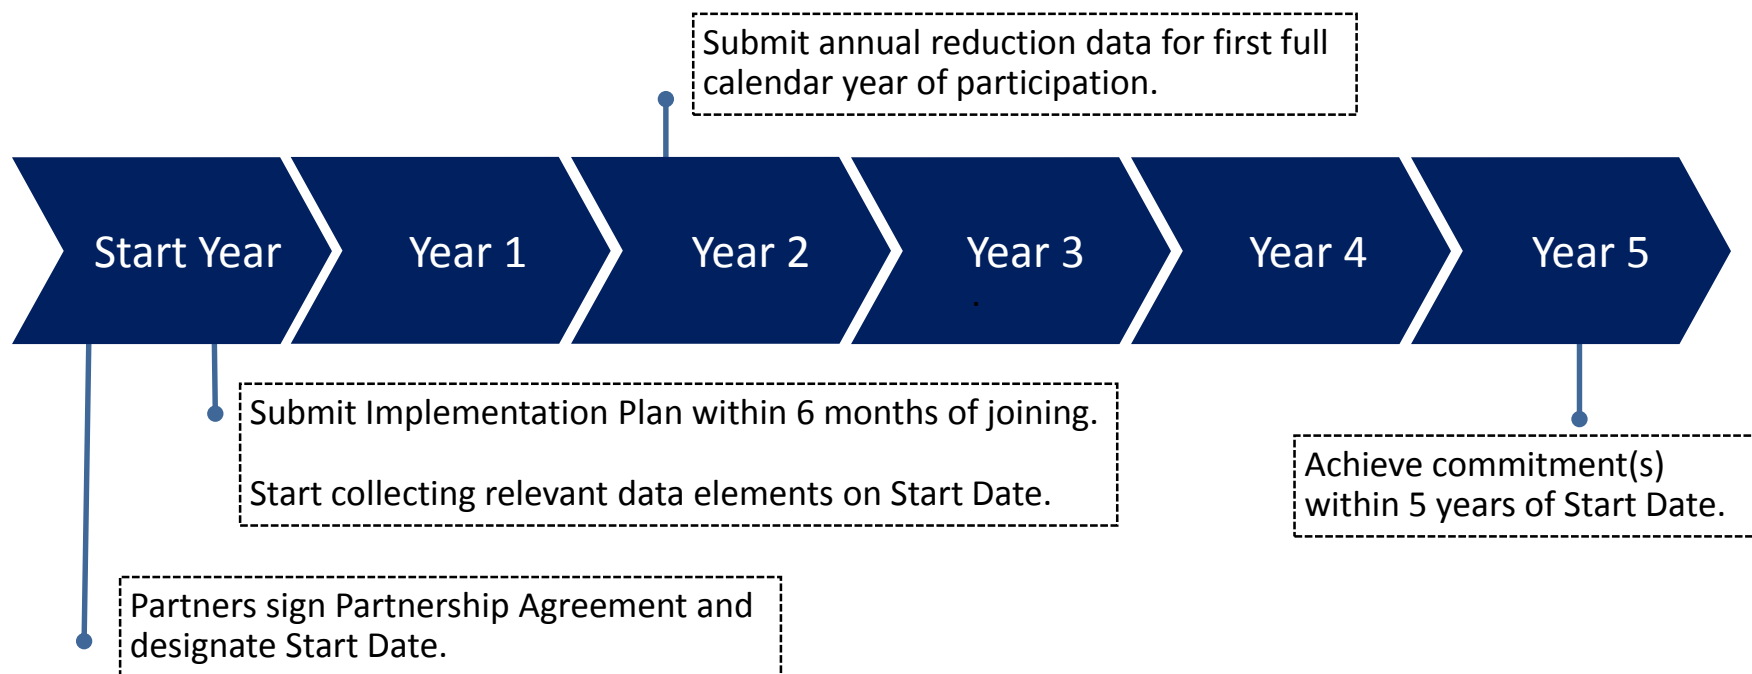 Submit annual reduction data for first full
calendar year of participation.
Start Year
Year 1
Year 2
Year 3
Year 4
Year 5
.
Submit Implementation Plan within 6 months of joining.
Start collecting relevant data elements on Start Date.
Achieve commitment(s)
within 5 years of Start Date.
Partners sign Partnership Agreement and
designate Start Date.